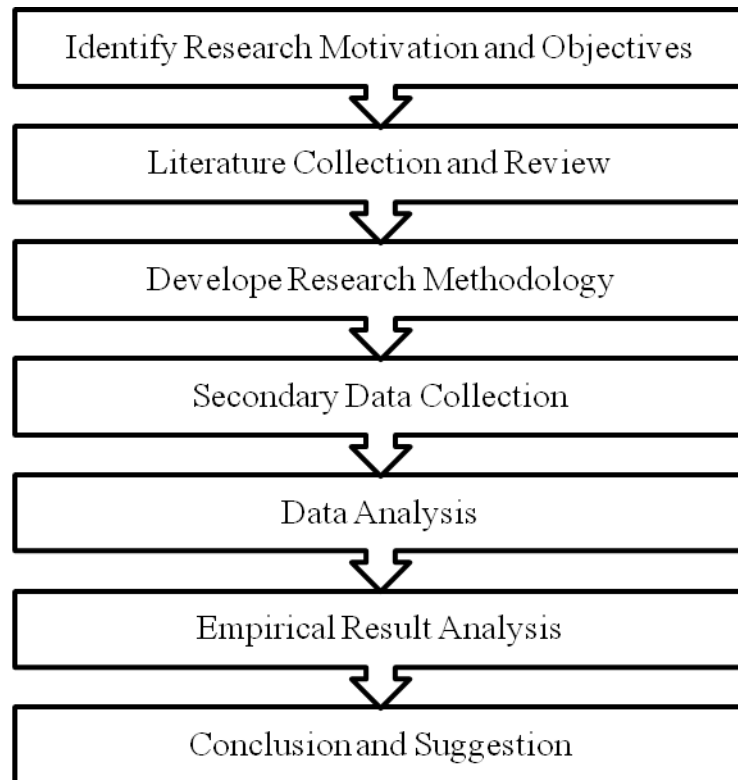 Identify Research Motivation and Objectives
Literature Collection and Review
Develope Research Methodology
Secondary Data Collection
Data Analysis
Empirical Result Analysis
Conclusion and Suggestion